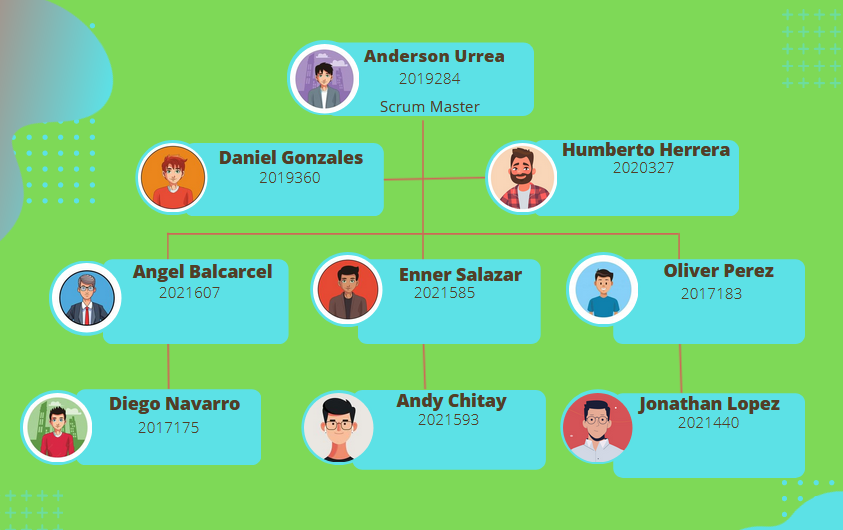 Anderson Urrea
2019284
Scrum Master
Daniel Gonzales
2019360
Humberto Herrera
2020327
Angel Balcarcel
2021607
Enner Salazar
2021585
Oliver Perez
2017183
Diego Navarro
2017175
Andy Chitay
2021593
Jonathan Lopez
2021440